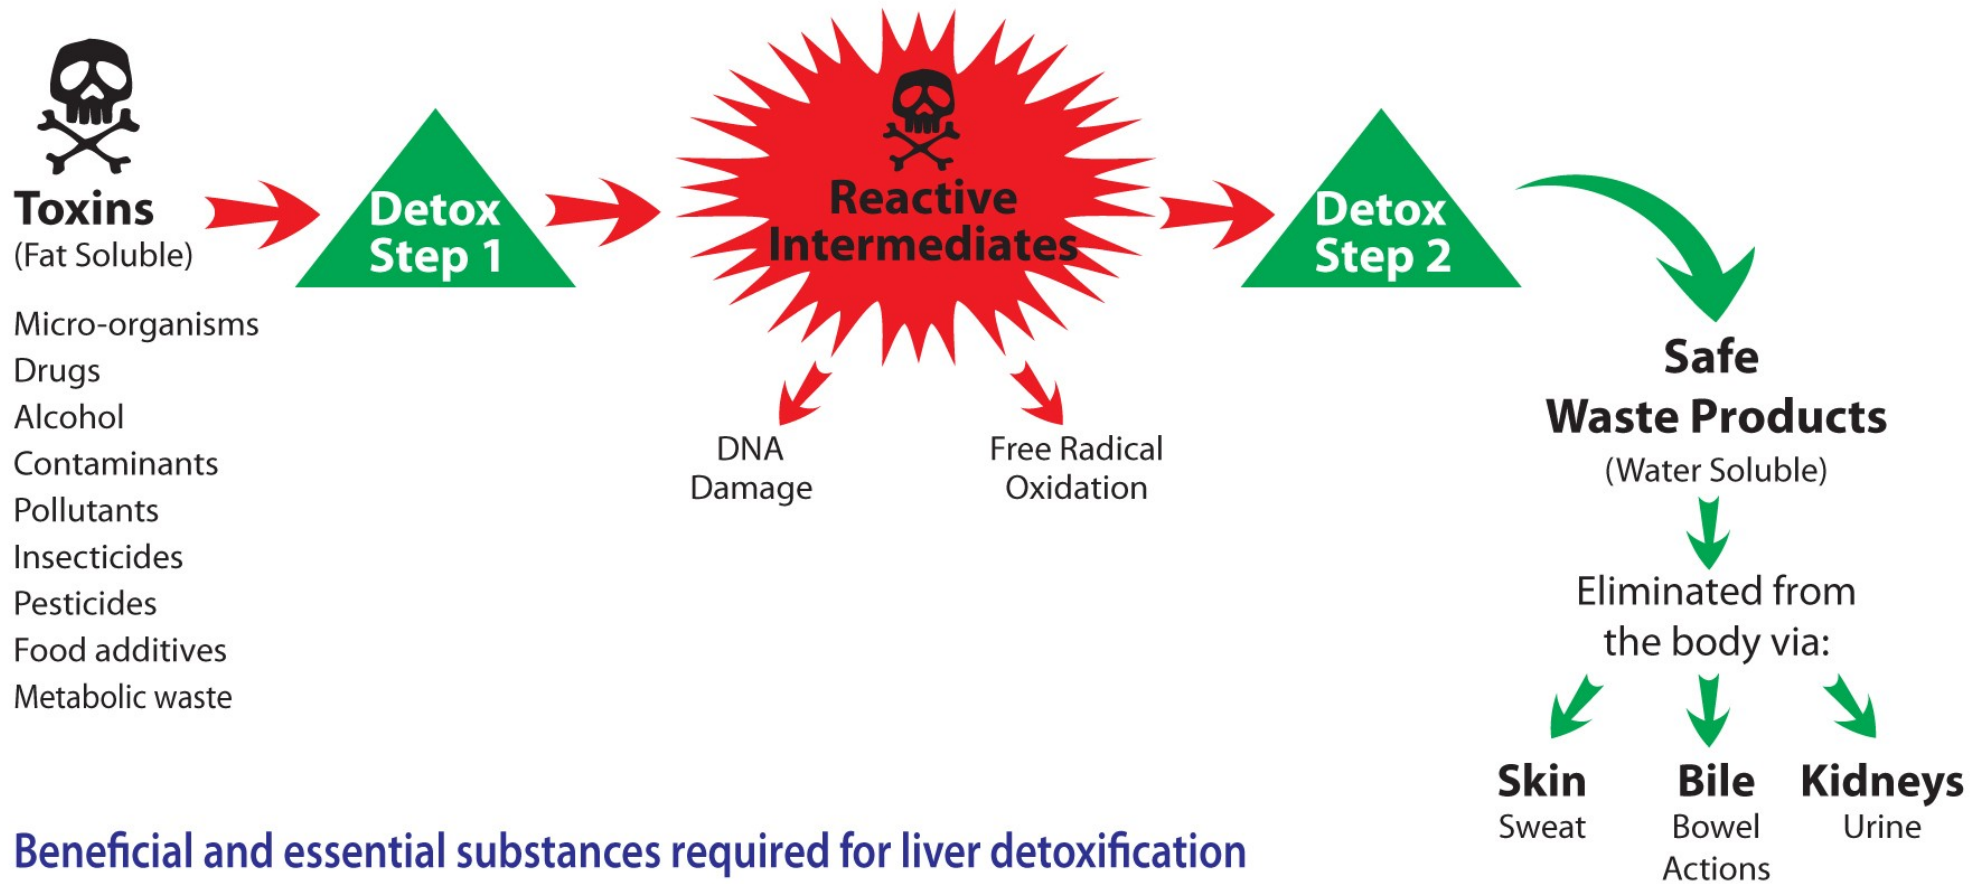 Toxins
(Fat Soluble)
Micro-organisms
Drugs
Alcohol
Contaminants
Pollutants
Insecticides
Pesticides
Food additives
Metabolic waste
Detox
Step 1
Reactive
Intermediates
DNA
Damage
Free Radical
Oxidation
Detox
Step 2
Safe
Waste Products
(Water Soluble)
Eliminated from
the body via:
Skin
Sweat
Bile
Bowel
Actions
Kidneys
Urine
Beneficial and essential substances required for liver detoxification